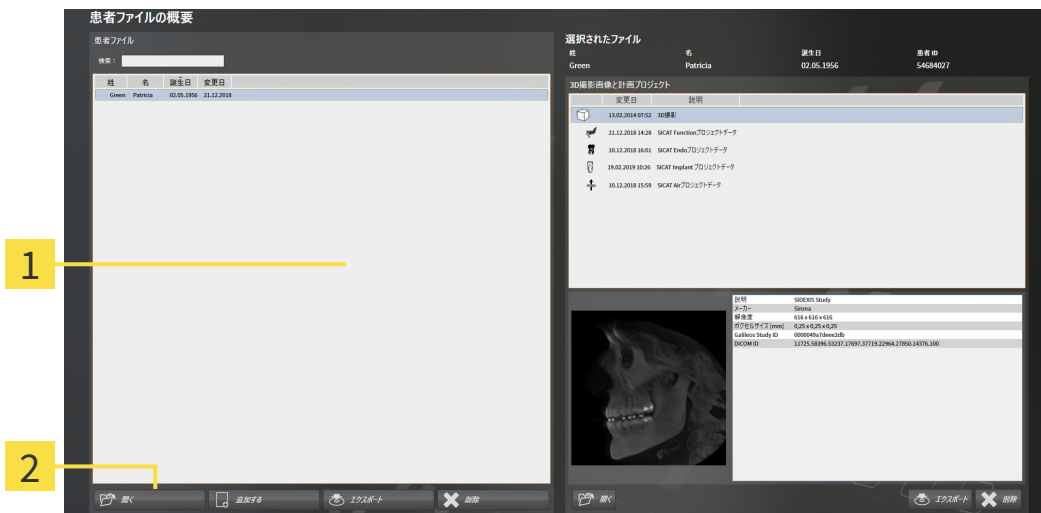 患者ファイルの概要
患者ファイル
検索：
姓 名 誕生日 変更日
Green Patricia 02.05.1956 21.12.2018
1
2
開く 追加する エクスポート 削除
選択されたファイル
姓 名 誕生日 患者 ID
Green Patricia 02.05.1956 54684027
3D撮影画像と計画プロジェクト
変更日 説明
13.02.2014 07:52 3D撮影
21.12.2018 14:28 SICAT Functionプロジェクトデータ
10.12.2018 16:01 SICAT Endoプロジェクトデータ
19.02.2019 10:26 SICAT Implant プロジェクトデータ
10.12.2018 15:59 SICAT Airプロジェクトデータ
説明 SIDEXIS Study
メーカー Sirona
解像度 616 x 616 x 616
ボクセルサイズ [mm] 0,25 x 0,25 x 0,25
Galileos Study ID 0000049a7deee2db
DICOM ID 11725.58396.53237.17697.37719.22964.27850.14376.100
開く エクスポート 削除